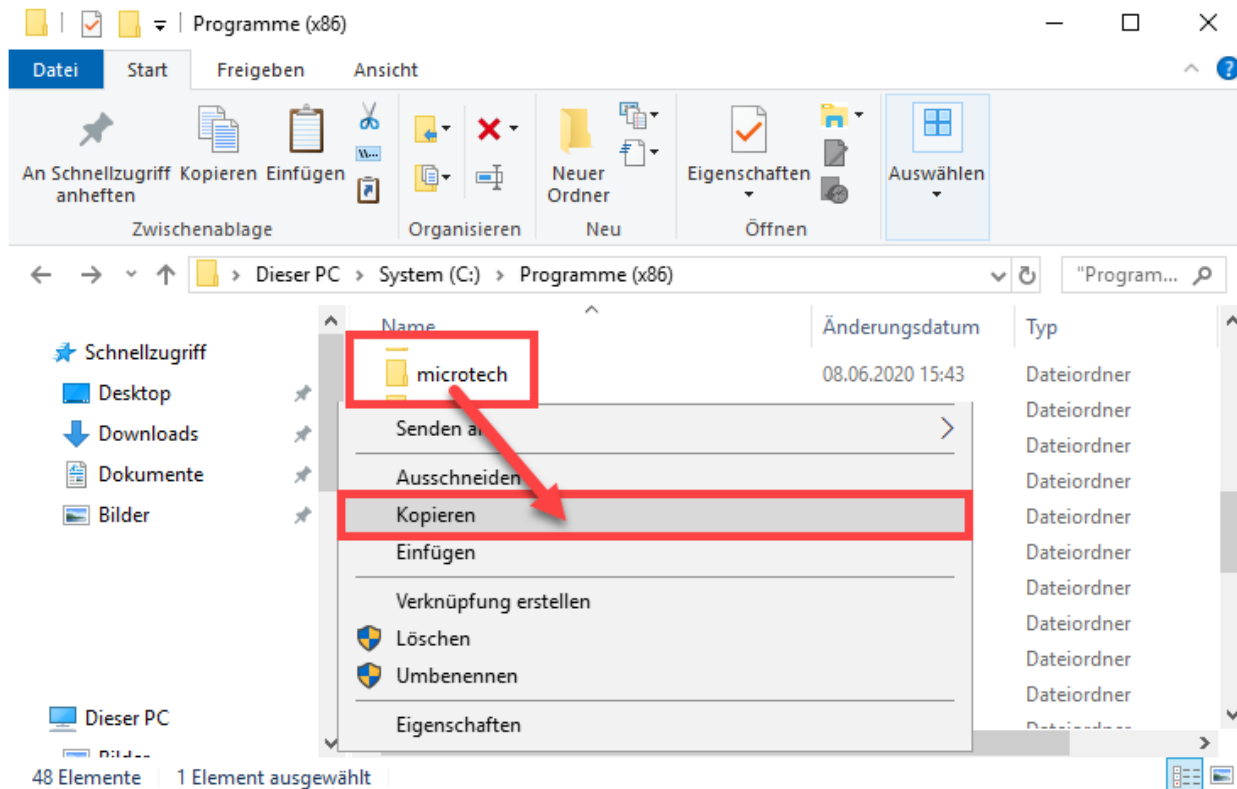 Programme (x86)
Datei Start Freigeben Ansicht
An Schnellzugriff anheften Kopieren Einfügen Neuer Ordner Eigenschaften Auswählen
Zwischenablage Organisieren Neu Öffnen
Dieser PC System (C:) Programme (x86) "Program...
Name Änderungsdatum Typ
Schnellzugriff
microtech 08.06.2020 15:43 Dateiordner
Desktop
Dateiordner
Downloads
Senden
Dateiordner
Dokumente
Ausschneiden
Dateiordner
Bilder
Kopieren
Dateiordner
Einfügen
Dateiordner
Dateiordner
Verknüpfung erstellen
Dateiordner
Löschen
Dateiordner
Umbenennen
Dateiordner
Dieser PC
Eigenschaften
48 Elemente 1 Element ausgewählt